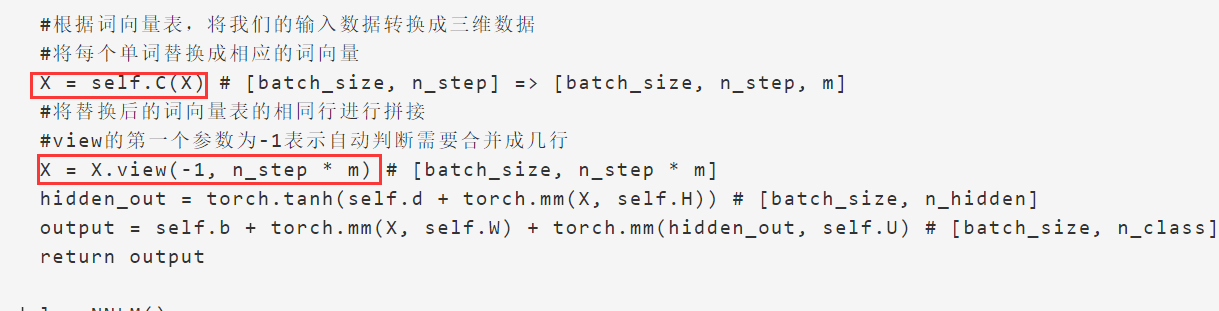 #根据词向量表，将我们的输入数据转换成三维数据
#将每个单词替换成相应的词向量
X = self.C(X) # [batch_size, n_step] => [batch_size, n_step, m]
#将替换后的词向量表的相同行进行拼接
#view的第一个参数为-1表示自动判断需要合并成几行
X = X.view(-1, n_step * m) # [batch_size, n_step * m]
hidden_out = torch.tanh(self.d + torch.mm(X, self.H)) # [batch_size, n_hidden]
output = self.b + torch.mm(X, self.W) + torch.mm(hidden_out, self.U) # [batch_size, n_class]
return output